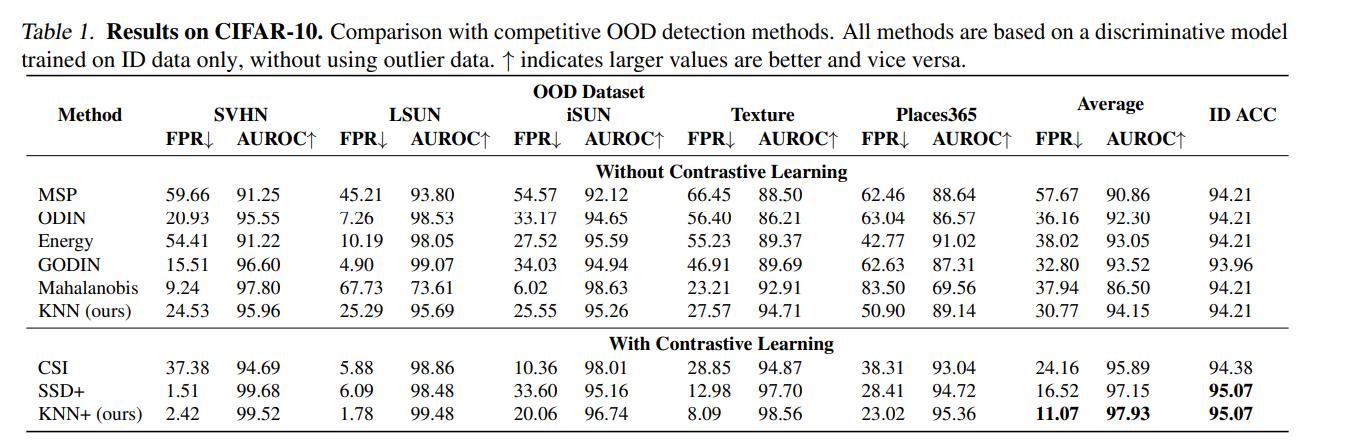 Table 1. Results on CIFAR-10. Comparison with competitive OOD detection methods. All methods are based on a discriminative model
trained on ID data only, without using outlier data. ↑ indicates larger values are better and vice versa.
OOD Dataset
Method SVHN LSUN iSUN Texture Places365 Average ID ACC
FPR↓ AUROC↑ FPR↓ AUROC↑ FPR↓ AUROC↑ FPR↓ AUROC↑ FPR↓ AUROC↑ FPR↓ AUROC↑
Without Contrastive Learning
MSP 59.66 91.25 45.21 93.80 54.57 92.12 66.45 88.50 62.46 88.64 57.67 90.86 94.21
ODIN 20.93 95.55 7.26 98.53 33.17 94.65 56.40 86.21 63.04 86.57 36.16 92.30 94.21
Energy 54.41 91.22 10.19 98.05 27.52 95.59 55.23 89.37 42.77 91.02 38.02 93.05 94.21
GODIN 15.51 96.60 4.90 99.07 34.03 94.94 46.91 89.69 62.63 87.31 32.80 93.52 93.96
Mahalanobis 9.24 97.80 67.73 73.61 6.02 98.63 23.21 92.91 83.50 69.56 37.94 86.50 94.21
KNN (ours) 24.53 95.96 25.29 95.69 25.55 95.26 27.57 94.71 50.90 89.14 30.77 94.15 94.21
With Contrastive Learning
CSI 37.38 94.69 5.88 98.86 10.36 98.01 28.85 94.87 38.31 93.04 24.16 95.89 94.38
SSD+ 1.51 99.68 6.09 98.48 33.60 95.16 12.98 97.70 28.41 94.72 16.52 97.15 95.07
KNN+ (ours) 2.42 99.52 1.78 99.48 20.06 96.74 8.09 98.56 23.02 95.36 11.07 97.93 95.07